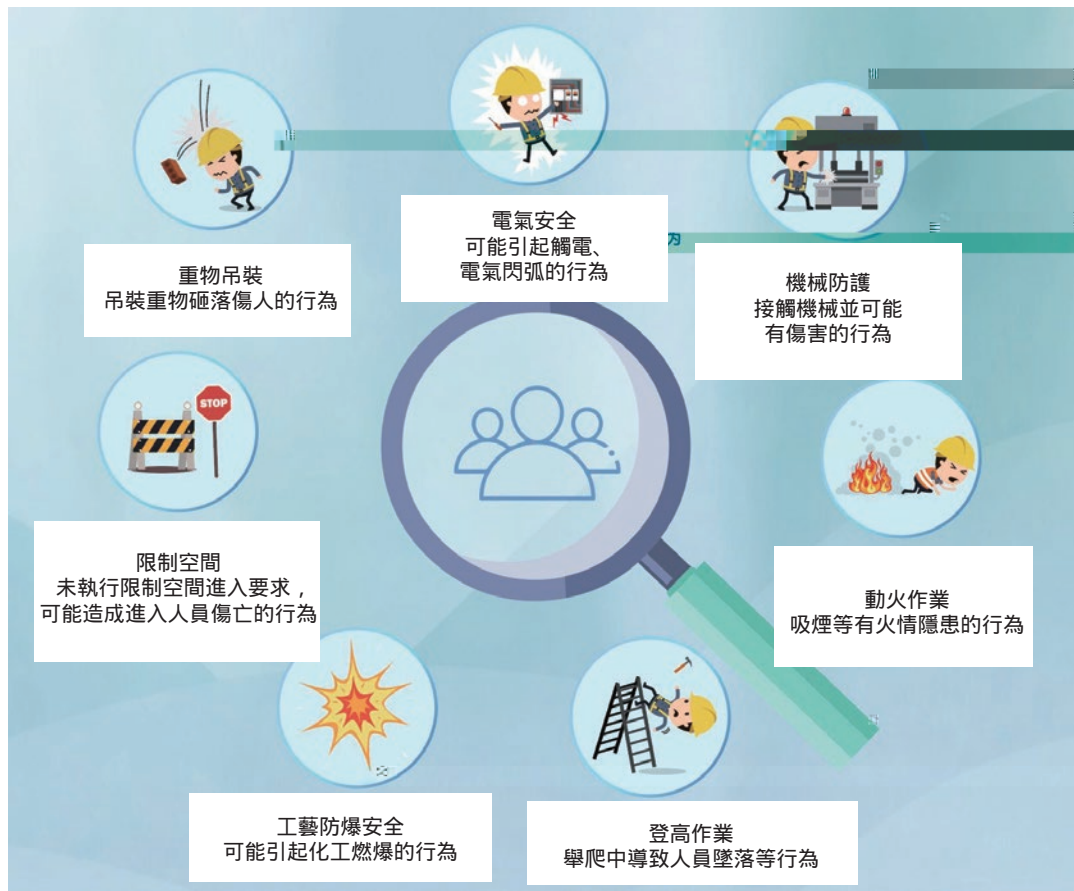 電氣安全
可能引起觸電、
電氣閃弧的行為
重物吊裝
吊裝重物砸落傷人的行為
機械防護
接觸機械並可能
有傷害的行為
STOP
限制空間
未執行限制空間進入要求，
可能造成進入人員傷亡的行為
動火作業
吸煙等有火情隱患的行為
工藝防爆安全
可能引起化工燃爆的行為
登高作業
舉爬中導致人員墜落等行為